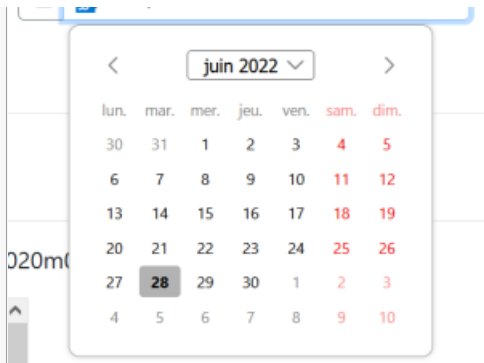 juin 2022
lun. mar. mer. jeu. ven. sam. dim.
30 31 1 2 3 4 5
6 7 8 9 10 11 12
13 14 15 16 17 18 19
20 21 22 23 24 25 26
020m
27 28 29 30 1 2 3
4 5 6 7 8 9 10